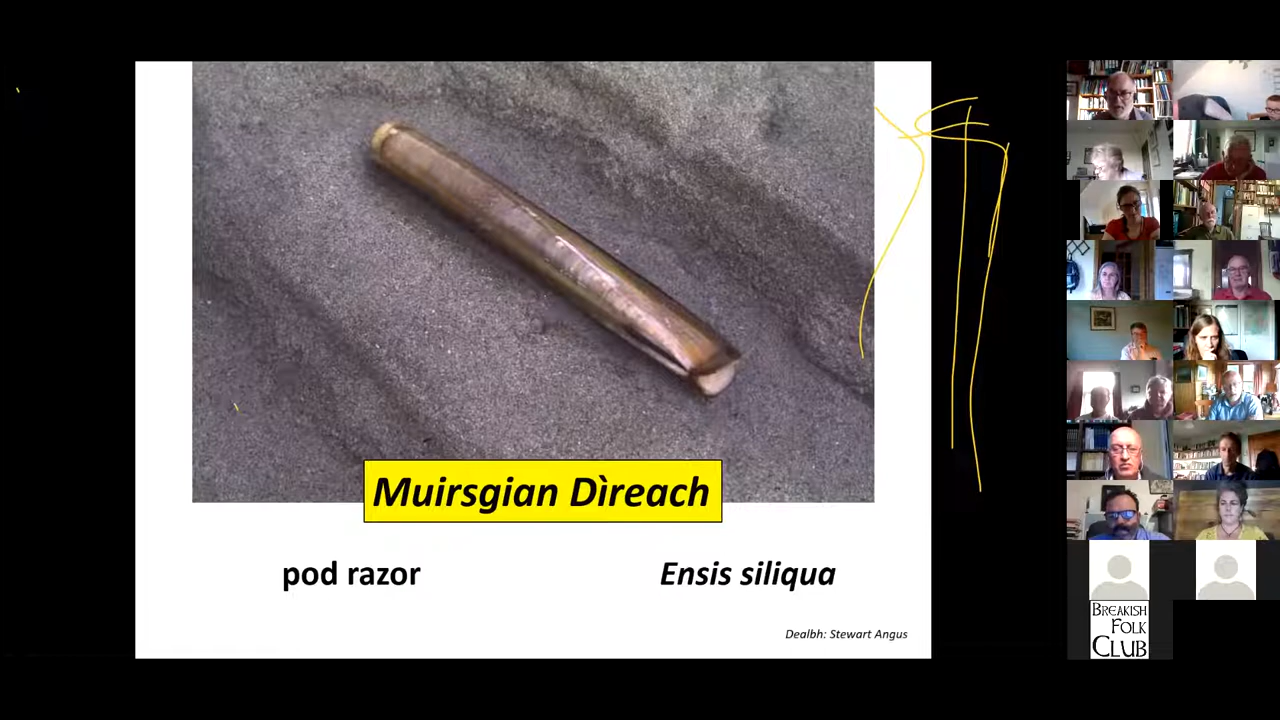 Muirsgian Dìreach
pod razor
Ensis siliqua
Dealbh: Stewart Angus
BREAKISH
FOLK
CLUB